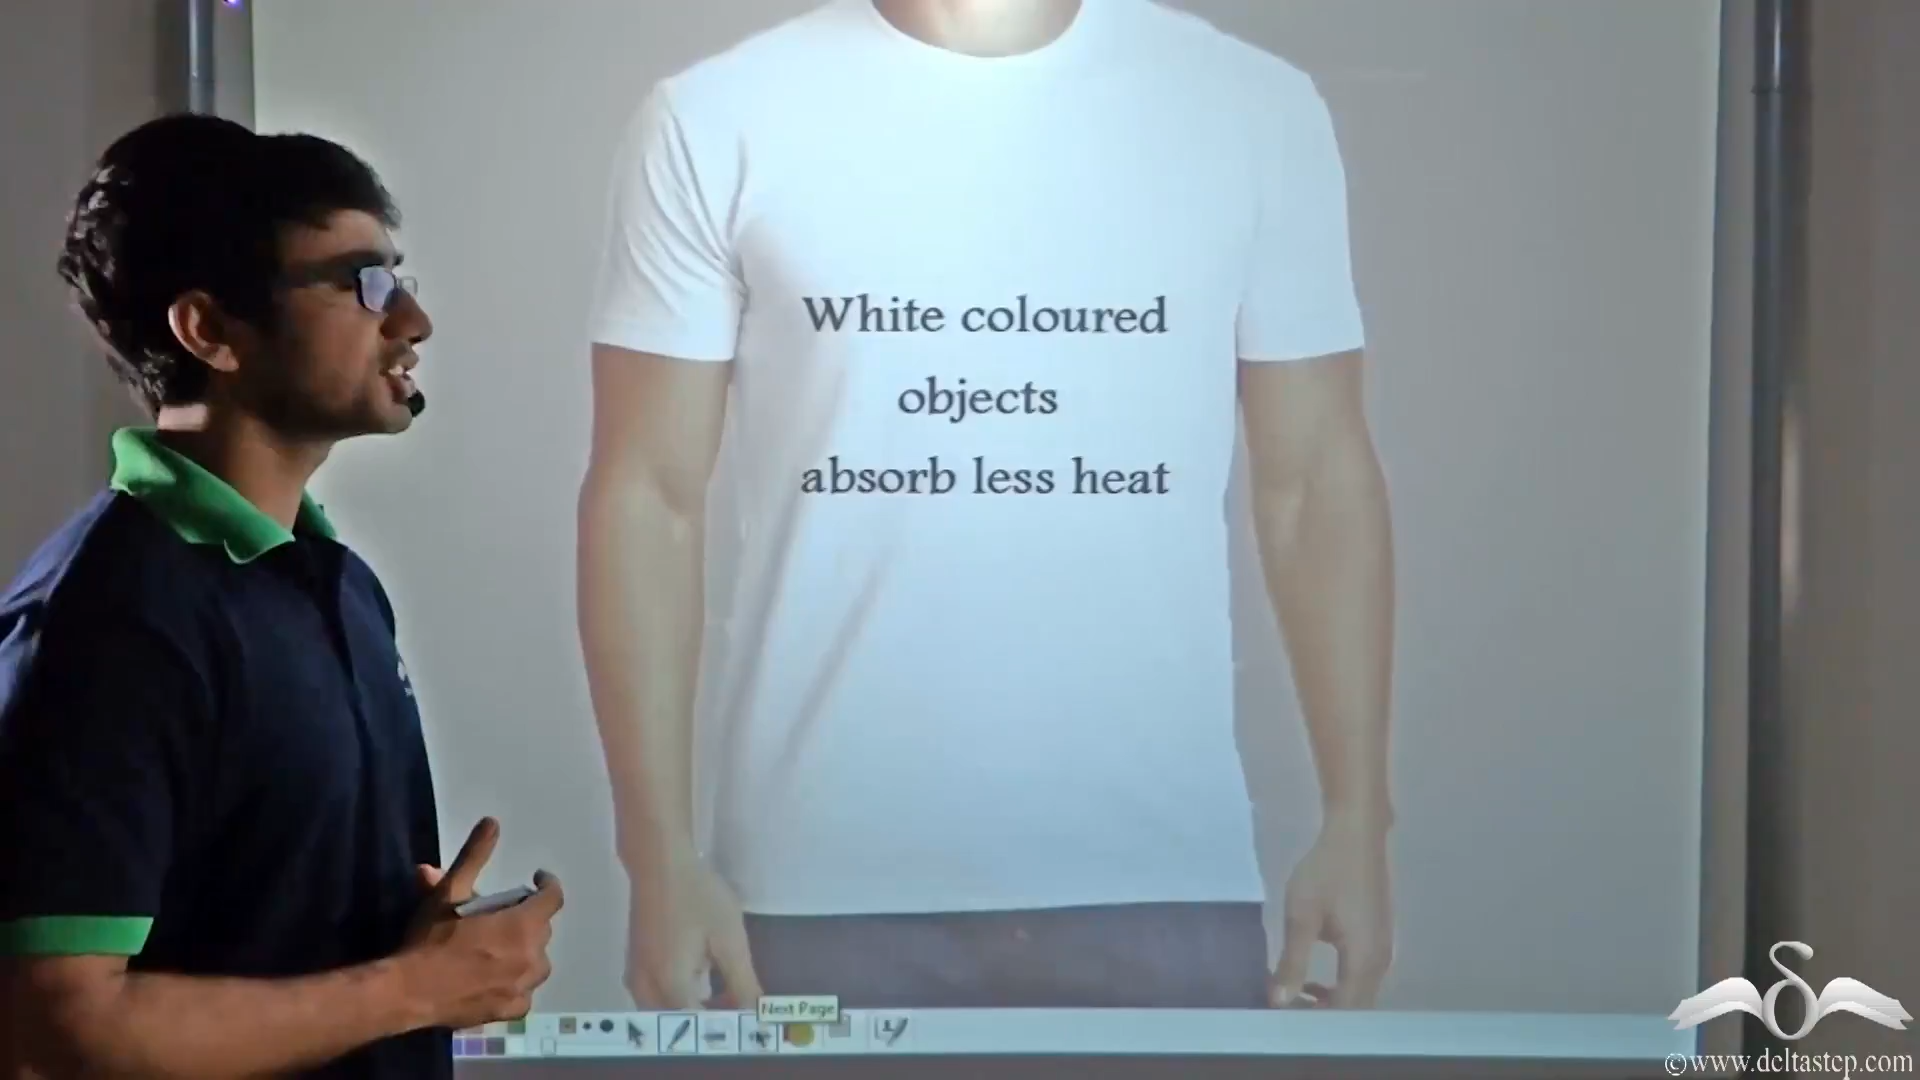 White coloured
objects
absorb less heat
Next Page
©www.deltastep.com